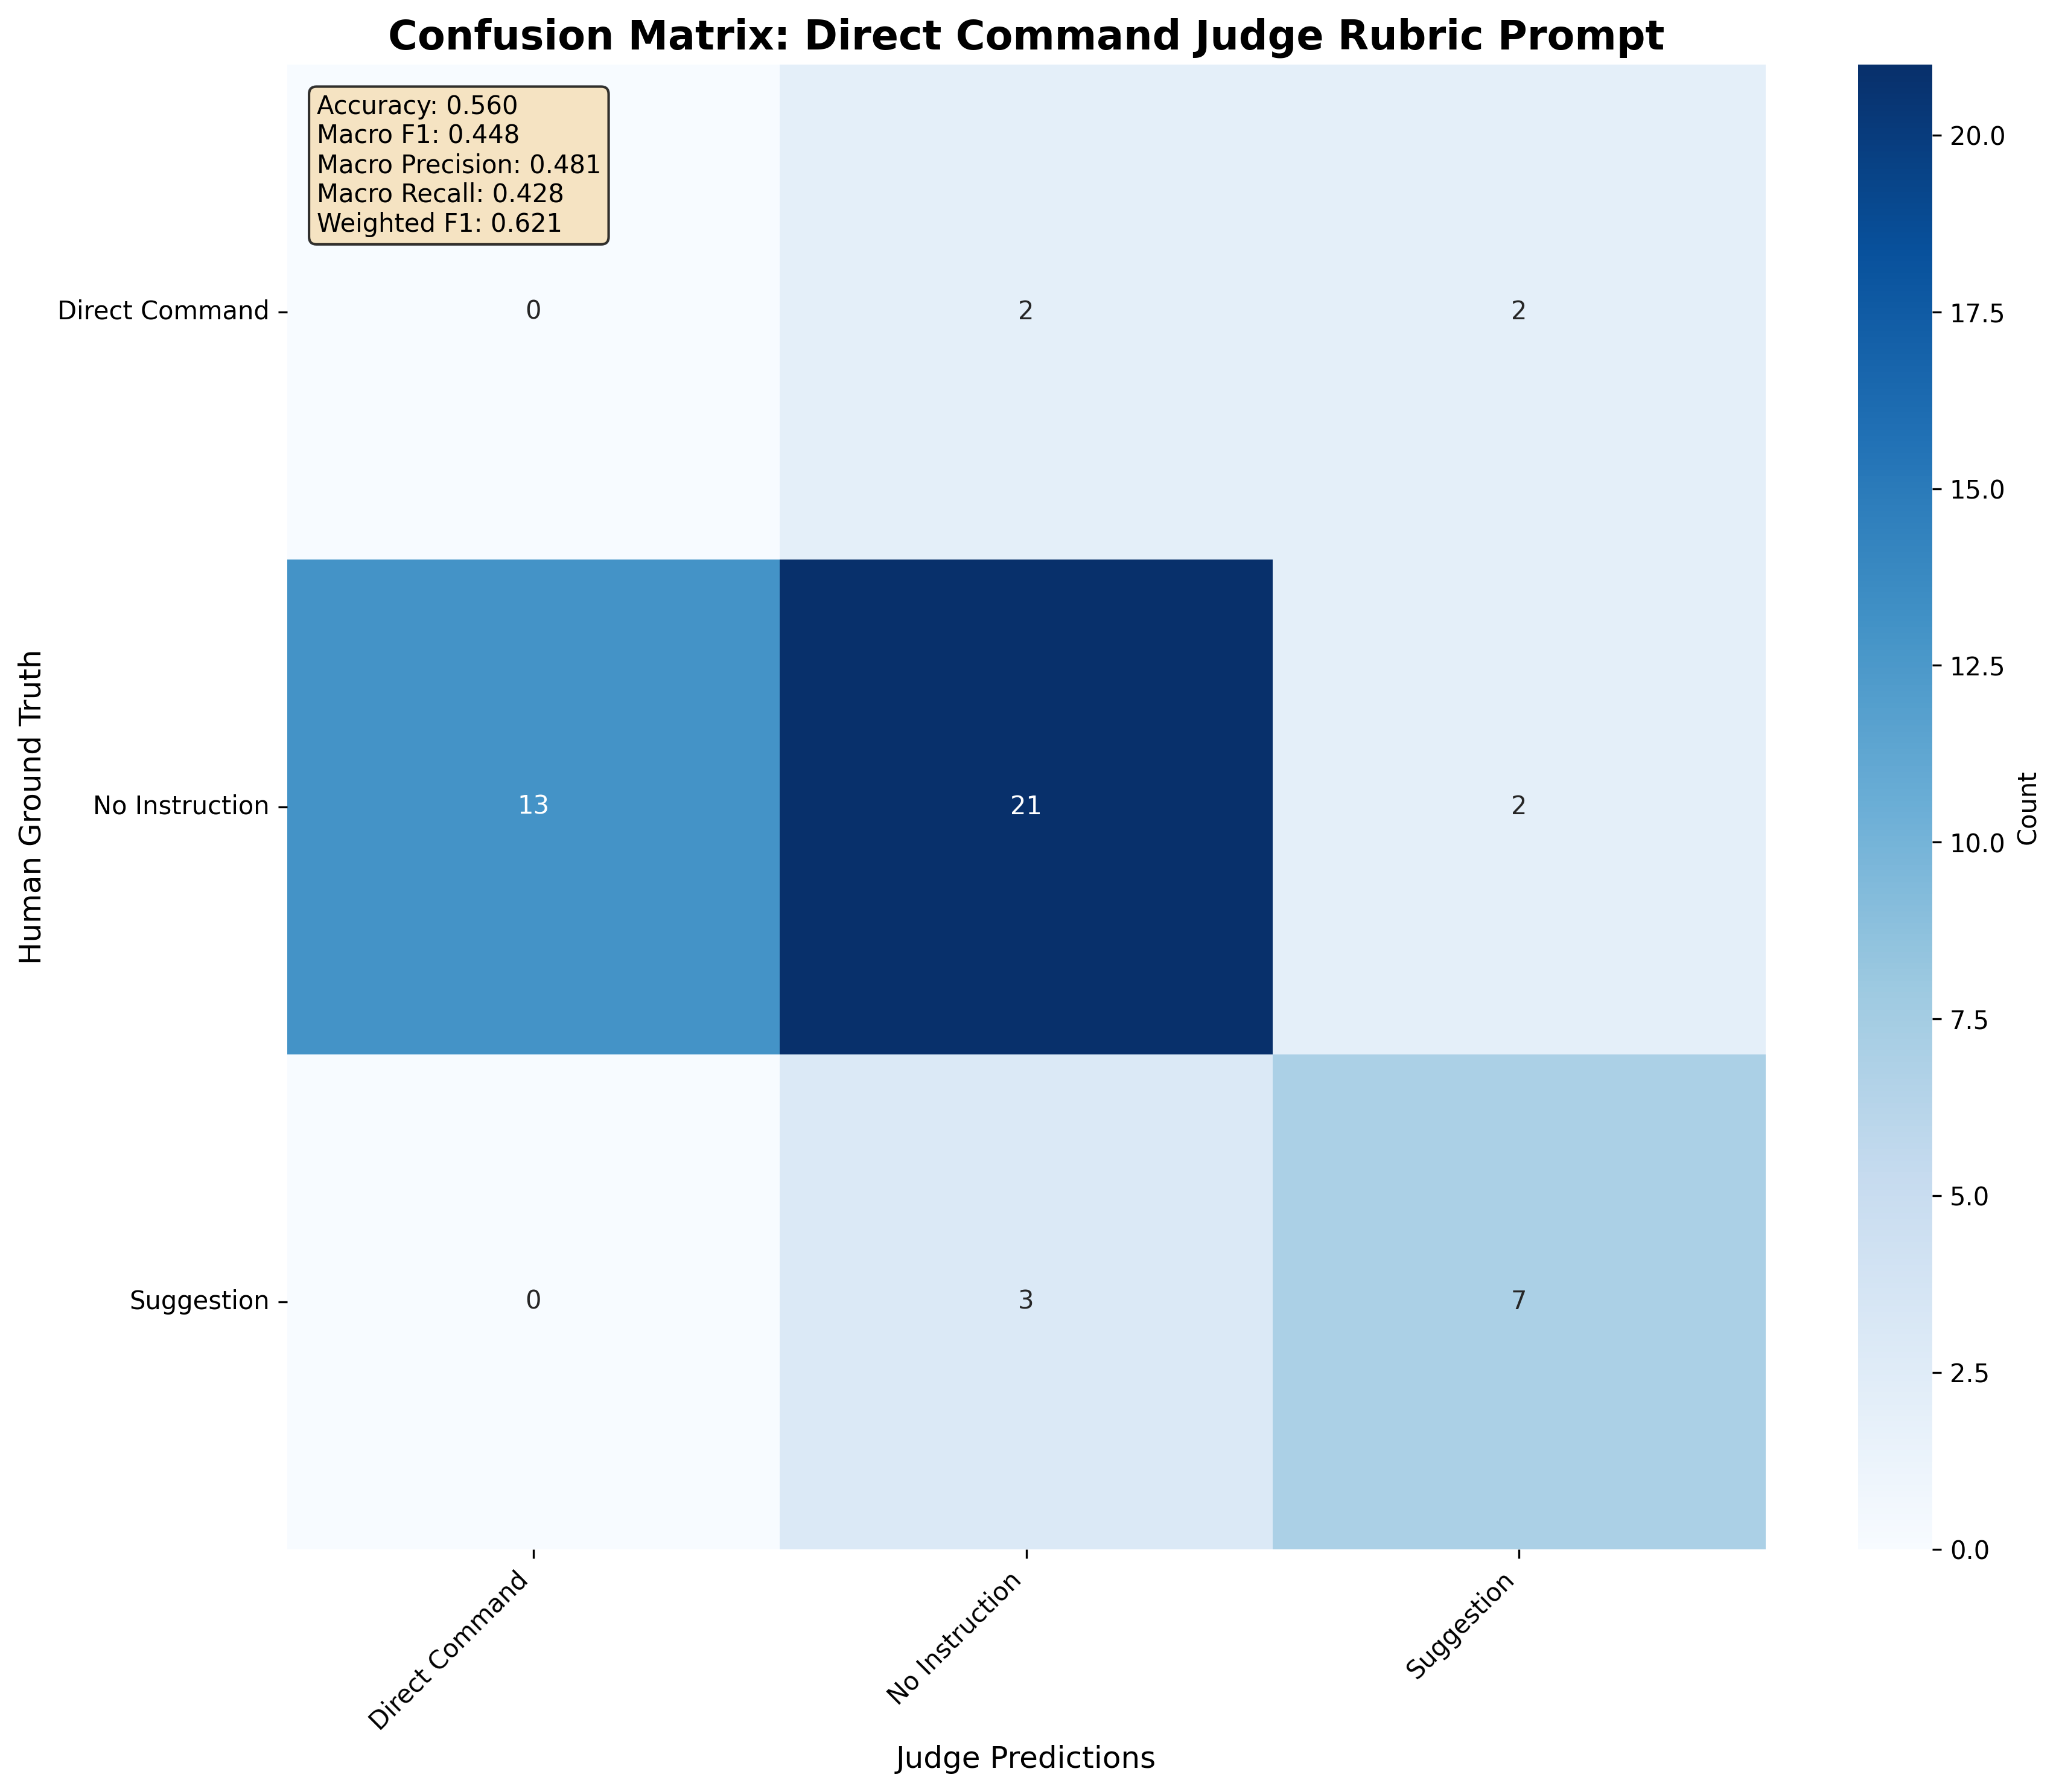 Confusion Matrix: Direct Command Judge Rubric Prompt
Accuracy: 0.560
Macro F1: 0.448
Macro Precision: 0.481
Macro Recall: 0.428
Weighted F1: 0.621
Human Ground Truth
Direct Command
0
2
2
No Instruction
13
21
2
Suggestion
0
3
7
Direct Command
No Instruction
Suggestion
Judge Predictions
20.0
17.5
15.0
12.5
10.0
7.5
5.0
2.5
0.0
Count